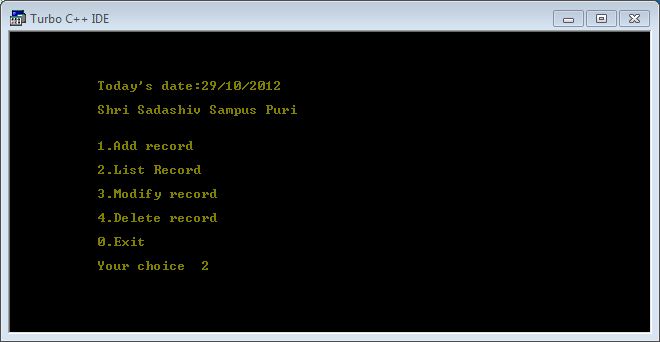 Turbo C++ IDE
Today's date:29/10/2012
Shri Sadashiv Sampus Puri
1.Add record
2.List Record
3.Modify record
4.Delete record
0.Exit
Your choice  2